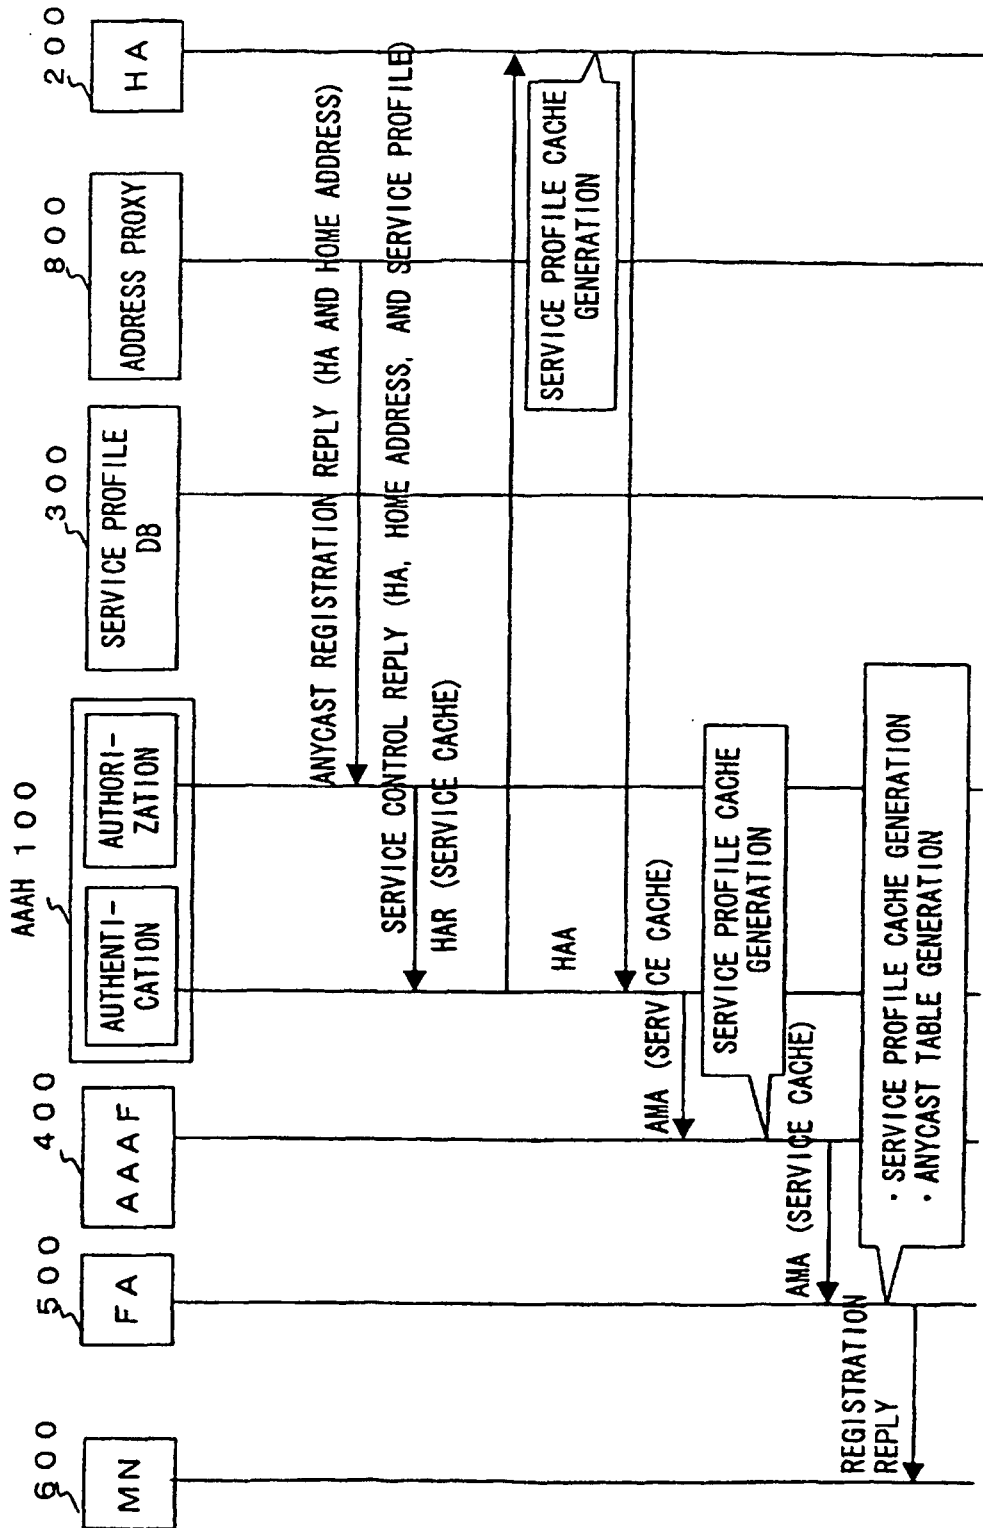 600
MN
500
FA
400
AAAF
AAAH 100
AUTHENTI-
CATION
AUTHORI-
ZATION
300
SERVICE PROFILE
DB
800
ADDRESS PROXY
200
HA
ANYCAST REGISTRATION REPLY (HA AND HOME ADDRESS)
SERVICE CONTROL REPLY (HA, HOME ADDRESS, AND SERVICE PROFILE)
HAR (SERVICE CACHE)
SERVICE PROFILE CACHE
GENERATION
HAA
AMA (SERVICE CACHE)
SERVICE PROFILE CACHE
GENERATION
AMA (SERVICE CACHE)
· SERVICE PROFILE CACHE GENERATION
· ANYCAST TABLE GENERATION
REGISTRATION
REPLY